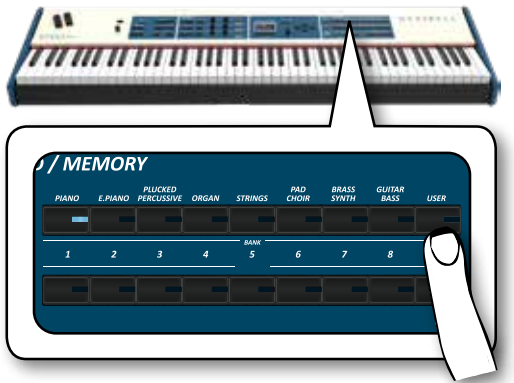 / MEMORY
PIANO E.PIANO PLUCKED PERCUSSIVE ORGAN STRINGS PAD CHOIR BRASS SYNTH GUITAR BASS USER
BANK
1 2 3 4 5 6 7 8